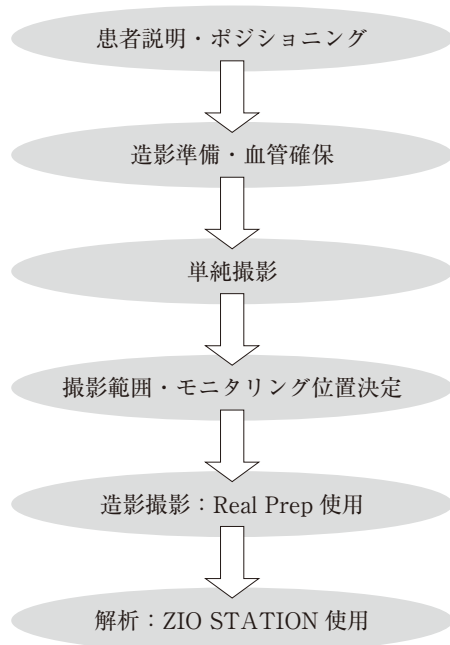 患者説明・ポジショニング
造影準備・血管確保
単純撮影
撮影範囲・モニタリング位置決定
造影撮影：Real Prep 使用
解析：ZIO STATION 使用